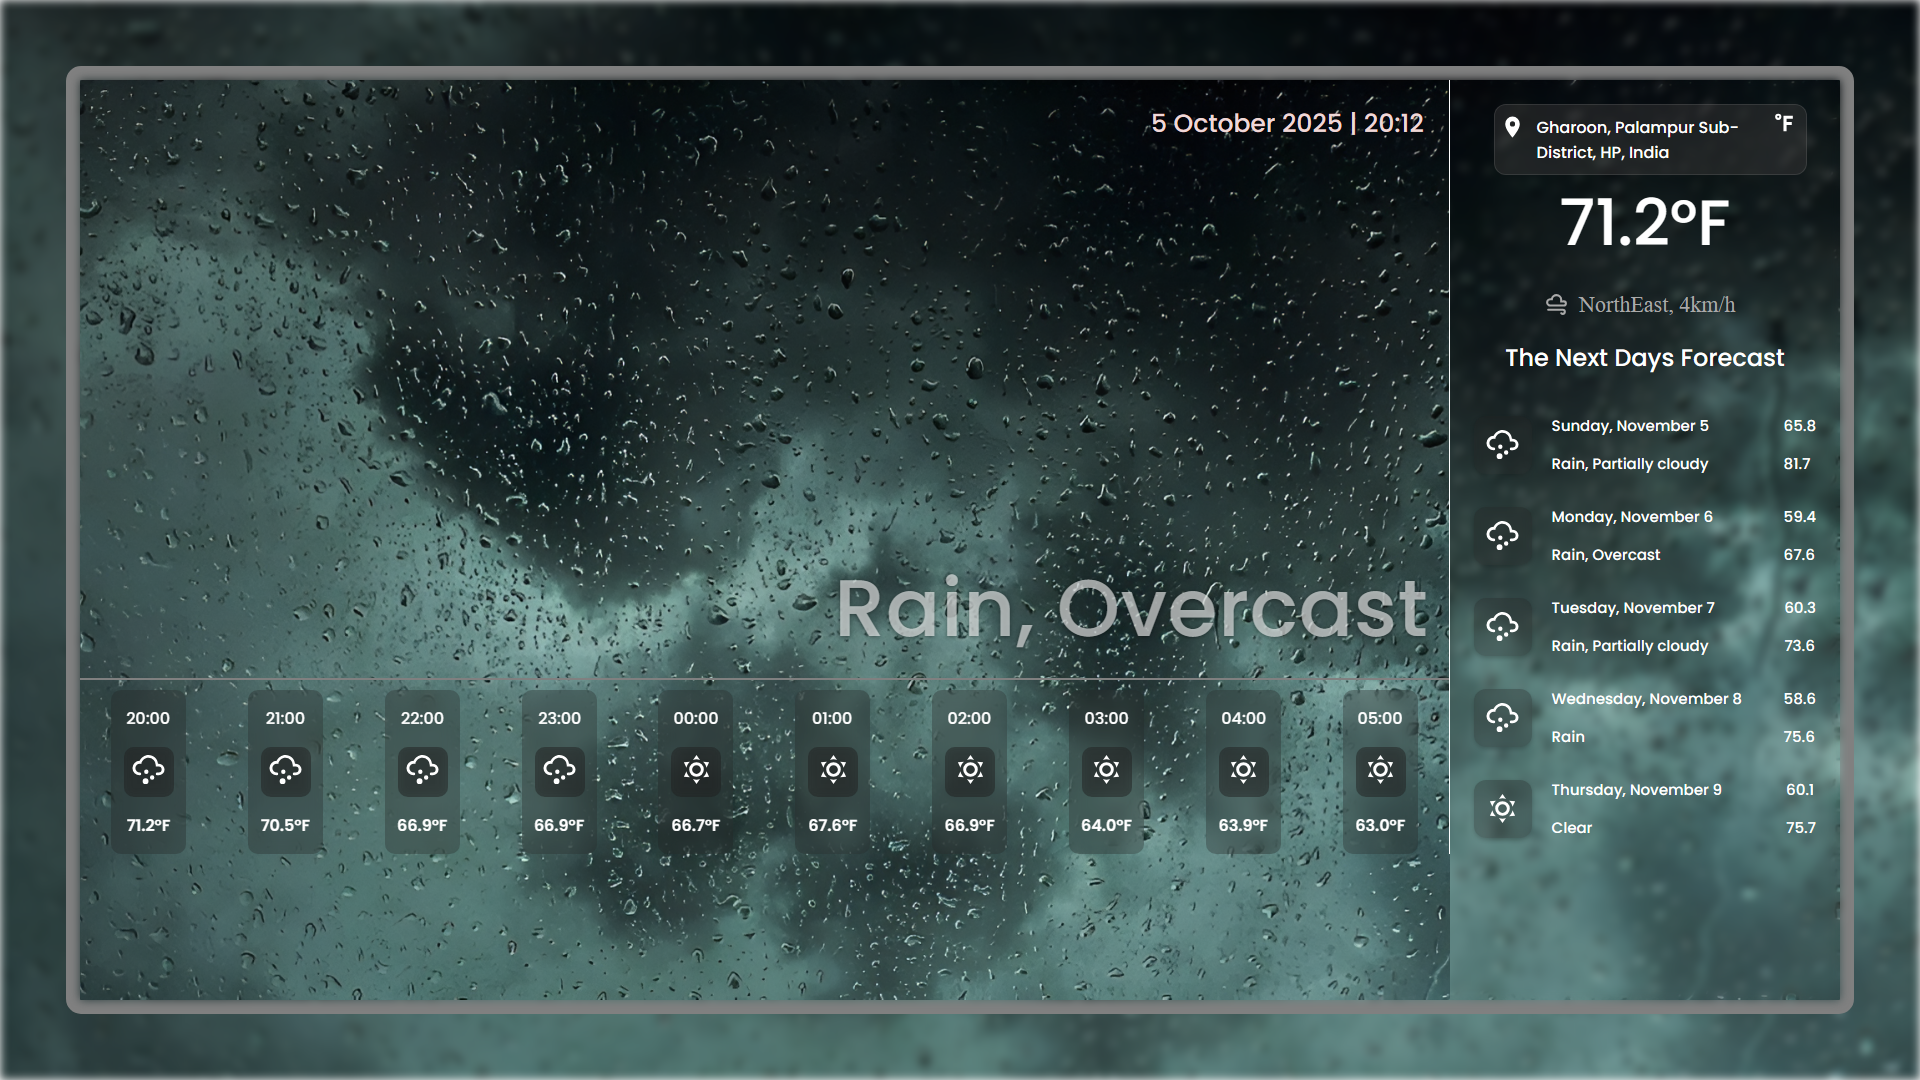 5 October 2025 | 20:12
Rain, Overcast
20:00
71.2°F
21:00
70.5°F
22:00
66.9°F
23:00
66.9°F
00:00
66.7°F
01:00
67.6°F
02:00
66.9°F
03:00
64.0°F
04:00
63.9°F
05:00
63.0°F
Gharoon, Palampur Sub-
District, HP, India
°F
71.2°F
NorthEast, 4km/h
The Next Days Forecast
Sunday, November 5 65.8
Rain, Partially cloudy 81.7
Monday, November 6 59.4
Rain, Overcast 67.6
Tuesday, November 7 60.3
Rain, Partially cloudy 73.6
Wednesday, November 8 58.6
Rain 75.6
Thursday, November 9 60.1
Clear 75.7